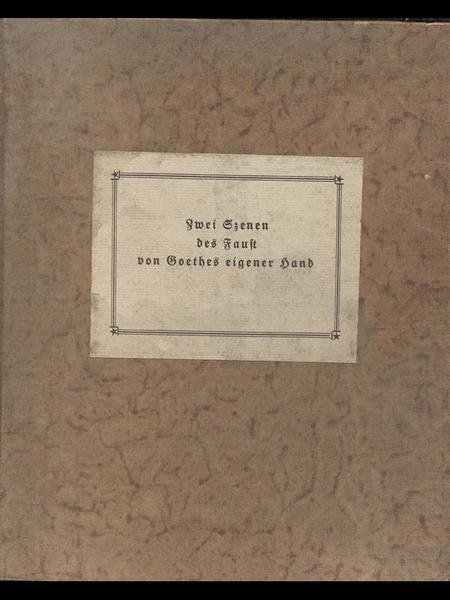 Zwei Szenen
des Fauſt
von Goethes eigener Hand